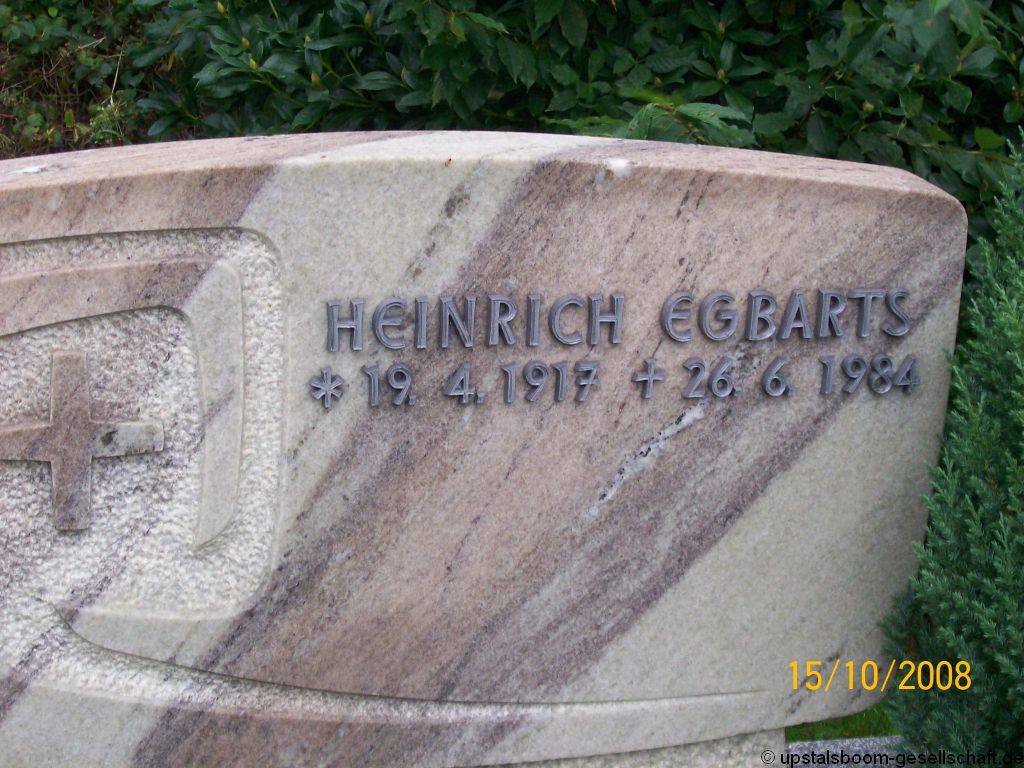 HEINRICH EGBARTS
* 19. 4. 1917 † 26. 6. 1984
15/10/2008
© upstalsboom-gesellschaft.de